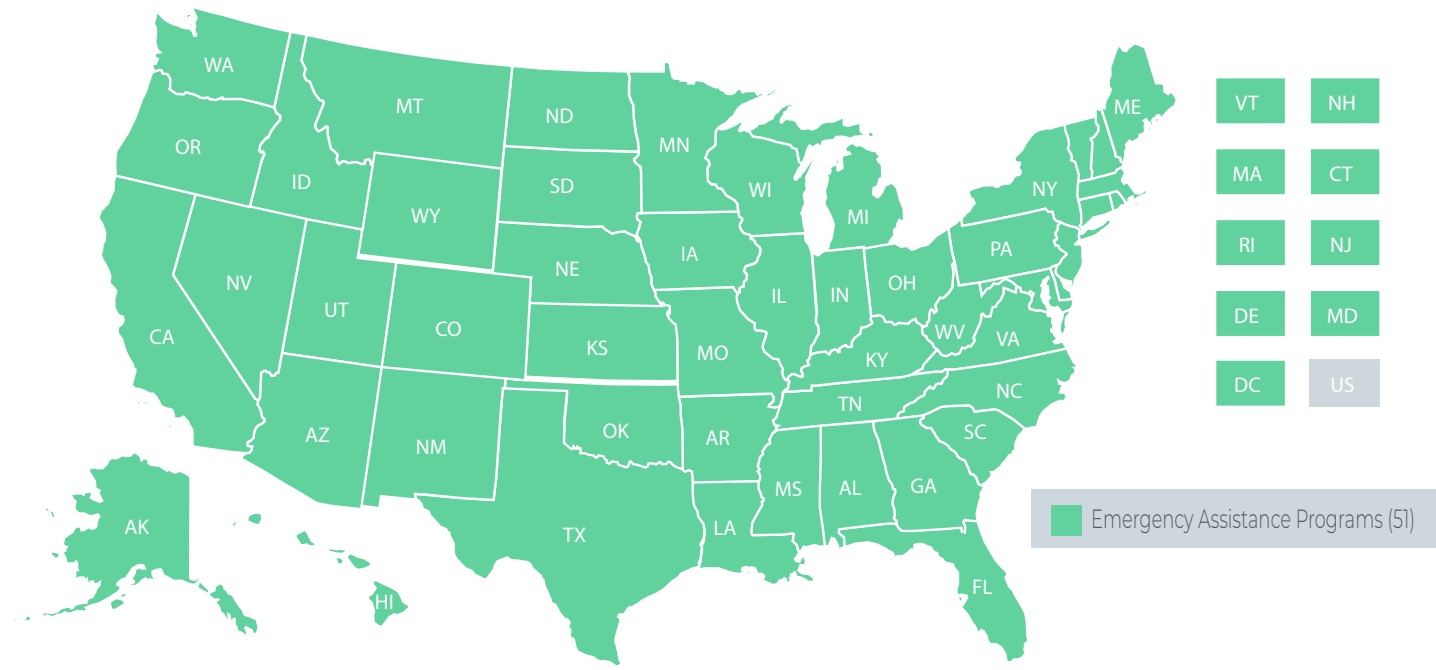 WA
MT
ND
MN
ME
OR
ID
WY
SD
WI
MI
NY
NV
UT
CO
NE
IA
IL
IN
OH
PA
CA
KS
MO
KY
WV
VA
AZ
NM
OK
AR
TN
NC
SC
TX
LA
MS
AL
GA
FL
AK
HI
VT NH
MA CT
RI NJ
DE MD
DC US
Emergency Assistance Programs (51)